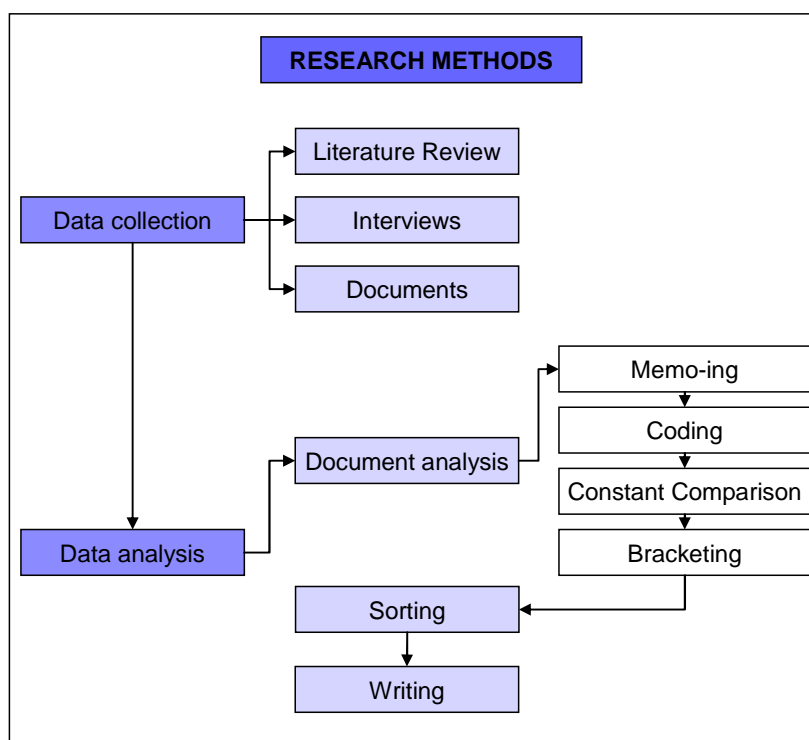 RESEARCH METHODS
Literature Review
Data collection
Interviews
Documents
Memo-ing
Coding
Document analysis
Constant Comparison
Data analysis
Bracketing
Sorting
Writing